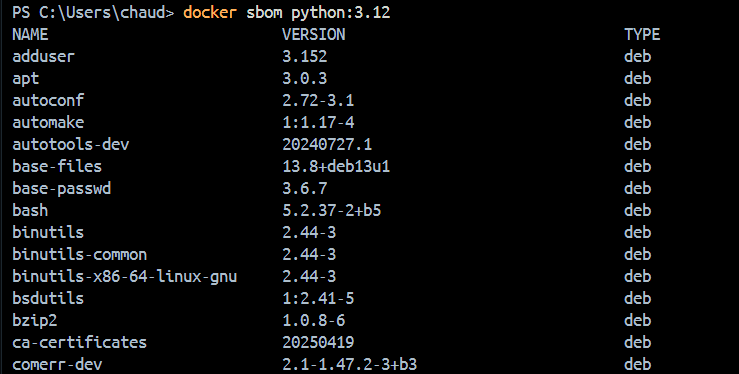 PS C:\Users\chaud> docker sbom python:3.12
NAME VERSION TYPE
adduser 3.152 deb
apt 3.0.3 deb
autoconf 2.72-3.1 deb
automake 1:1.17-4 deb
autotools-dev 20240727.1 deb
base-files 13.8+deb13u1 deb
base-passwd 3.6.7 deb
bash 5.2.37-2+b5 deb
binutils 2.44-3 deb
binutils-common 2.44-3 deb
binutils-x86-64-linux-gnu 2.44-3 deb
bsdutils 1:2.41-5 deb
bzip2 1.0.8-6 deb
ca-certificates 20250419 deb
comerr-dev 2.1-1.47.2-3+b3 deb